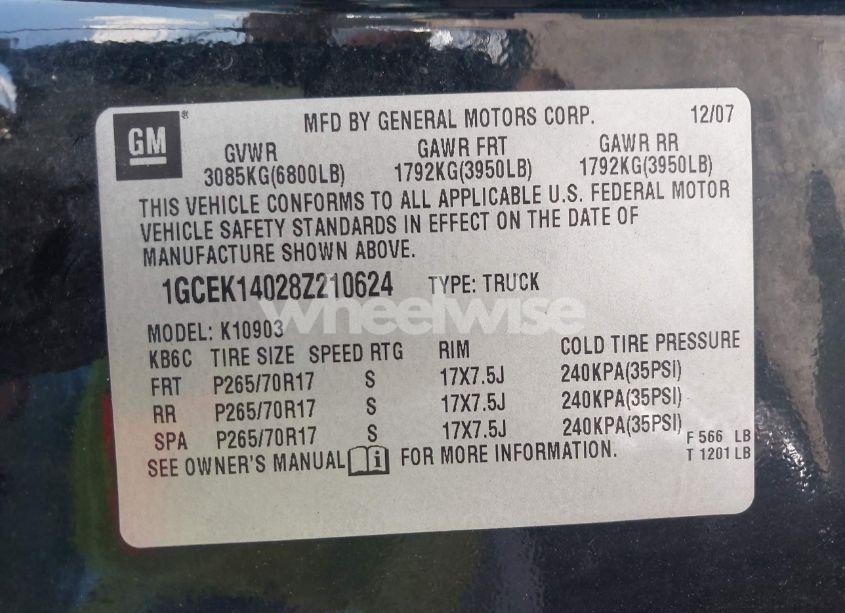 GM
MFD BY GENERAL MOTORS CORP. 12/07
GVWR GAWR FRT GAWR RR
3085KG(6800LB) 1792KG(3950LB) 1792KG(3950LB)
THIS VEHICLE CONFORMS TO ALL APPLICABLE U.S. FEDERAL MOTOR
VEHICLE SAFETY STANDARDS IN EFFECT ON THE DATE OF
MANUFACTURE SHOWN ABOVE.
1GCEK14028Z210624 TYPE: TRUCK
wheelwise
MODEL: K10903
KB6C TIRE SIZE SPEED RTG RIM COLD TIRE PRESSURE
FRT P265/70R17 S 17X7.5J 240KPA(35PSI)
RR P265/70R17 S 17X7.5J 240KPA(35PSI)
SPA P265/70R17 S 17X7.5J 240KPA(35PSI)
SEE OWNER'S MANUAL i FOR MORE INFORMATION.
F 566 LB
T 1201 LB